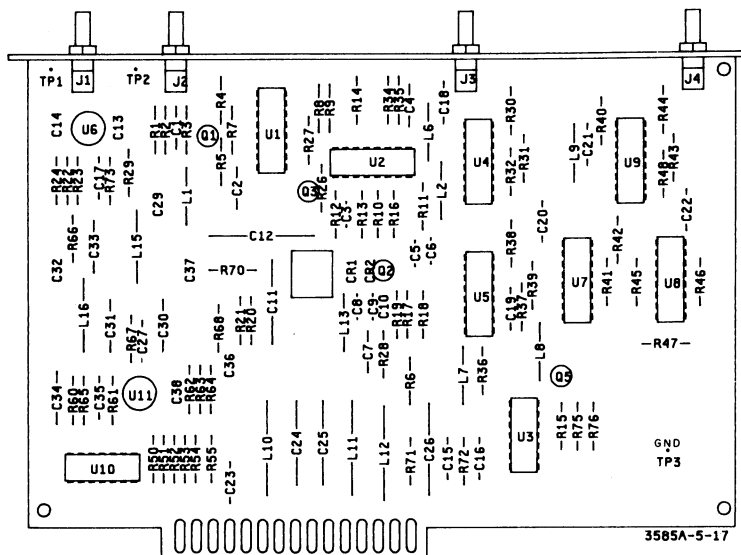 TP1 J1 TP2 J2 J3 J4
C14 U6 C13 R1 R2 C1 R3 Q1 R4 R7 R5 U1 R27 R8 R9 R14 R34 R35 C4 C18 L6 R30 U4 R32 R31 L9 C21 R40 U9 R44 R48 R43
R24 R22 R23 C17 R73 R29 C29 L1 C2 Q3 R26 U2 R12 C3 R13 R10 R16 R11 L2 C20 C22
R66 C33 L15 C12 C5 C6 R38 R42
C32 L16 C31 C37 R70 C11 CR1 CR2 Q2 U5 R39 U7 R41 R45 U8 R46
R67 C27 C30 R68 R21 R20 L13 C8 C9 C10 R19 R17 R18 C19 R37
C36 C7 R28 R6 L7 R36 L8 Q5 R47
C34 R60 R65 C35 R61 U11 C38 R62 R63 R64
U10 R50 R51 R52 R53 R54 R55 C23 L10 C24 C25 L11 L12 R71 C26 C15 R72 C16 U3 R15 R75 R76
GND
TP3
3585A-5-17